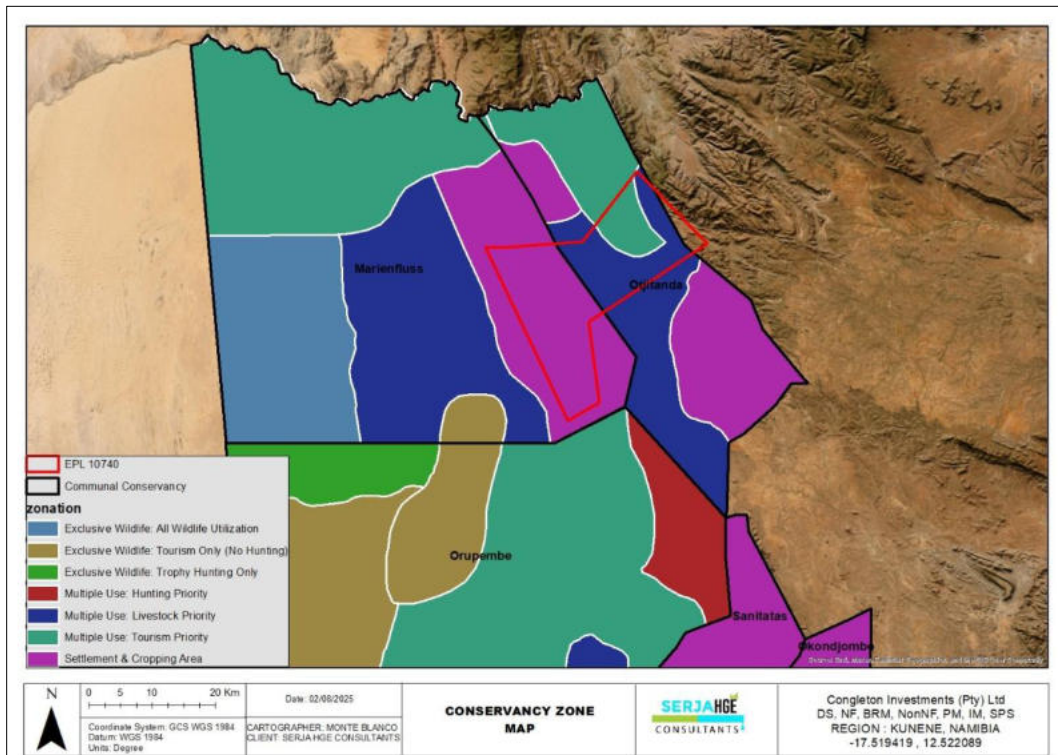 Marienfluss
Otjitanda
Orupembe
Sanitatas
Okondjombe
EPL 10740
Communal Conservancy
zonation
Exclusive Wildlife: All Wildlife Utilization
Exclusive Wildlife: Tourism Only (No Hunting)
Exclusive Wildlife: Trophy Hunting Only
Multiple Use: Hunting Priority
Multiple Use: Livestock Priority
Multiple Use: Tourism Priority
Settlement & Cropping Area
N
0 5 10 20 Km
Coordinate System: GCS WGS 1984
Datum: WGS 1984
Units: Degree
Date: 02/08/2025
CARTOGRAPHER: MONTE BLANCO
CLIENT: SERJA HGE CONSULTANTS
CONSERVANCY ZONE
MAP
SERJAHGE
CONSULTANTS
Congleton Investments (Pty) Ltd
DS, NF, BRM, NonNF, PM, IM, SPS
REGION : KUNENE, NAMIBIA
-17.519419 , 12.522089